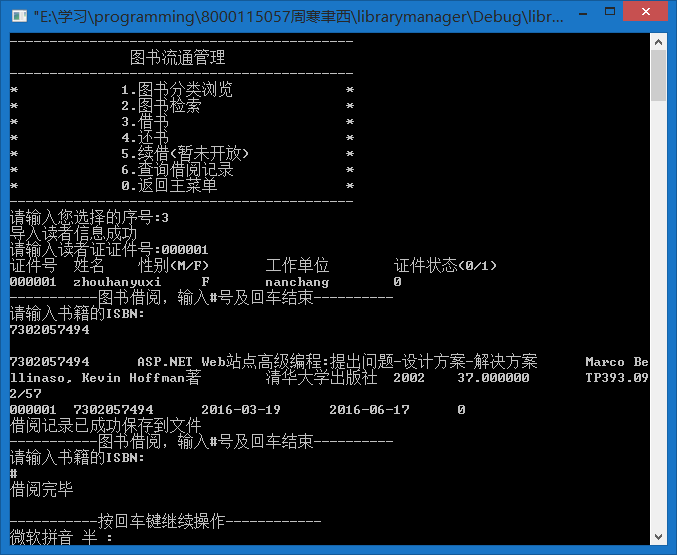 "E:\学习\programming\8000115057周寒聿西\librarymanager\Debug\libr...
-------------------------------------------
图书流通管理
-------------------------------------------
* 1.图书分类浏览 *
* 2.图书检索 *
* 3.借书 *
* 4.还书 *
* 5.续借(暂未开放) *
* 6.查询借阅记录 *
* 0.返回主菜单 *
-------------------------------------------
请输入您选择的序号:3
导入读者信息成功
请输入读者证证件号:000001
证件号 姓名 性别(M/F) 工作单位 证件状态(0/1)
000001 zhouhanyuxi F nanchang 0
-----------图书借阅，输入#号及回车结束----------
请输入书籍的ISBN:
7302057494
7302057494 ASP.NET Web站点高级编程:提出问题-设计方案-解决方案 Marco Be
llinaso, Kevin Hoffman著 清华大学出版社 2002 37.000000 TP393.09
2/57
000001 7302057494 2016-03-19 2016-06-17 0
借阅记录已成功保存到文件
-----------图书借阅，输入#号及回车结束----------
请输入书籍的ISBN:
#
借阅完毕
-----------按回车键继续操作------------
微软拼音 半 :